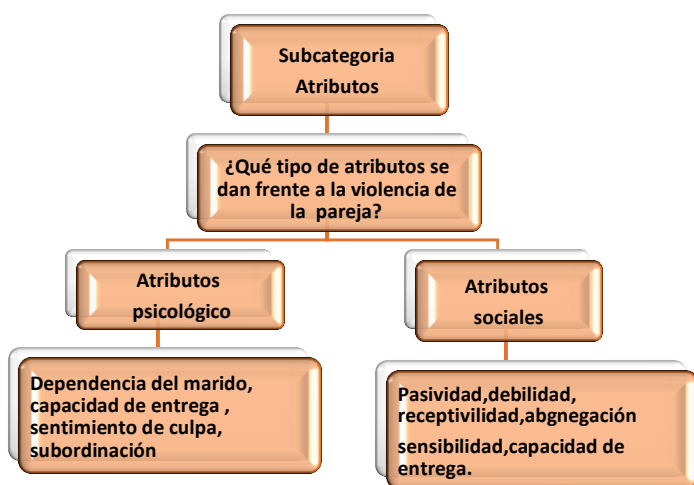 Subcategoria
Atributos
¿Qué tipo de atributos se
dan frente a la violencia de
la pareja?
Atributos
psicológico
Atributos
sociales
Dependencia del marido,
capacidad de entrega ,
sentimiento de culpa,
subordinación
Pasividad,debilidad,
receptivilidad,abgnegación
sensibilidad,capacidad de
entrega.